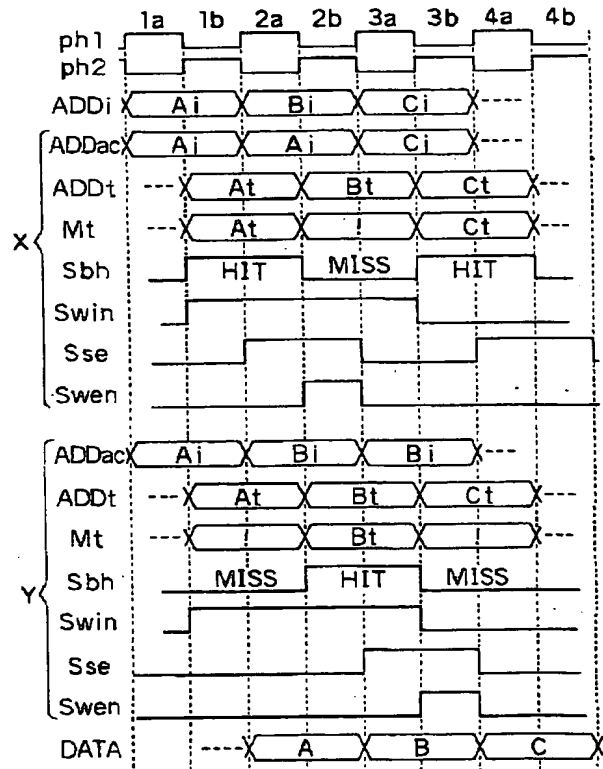 1a 1b 2a 2b 3a 3b 4a 4b
ph1
ph2
ADDi Ai Bi Ci
X
ADDac Ai Ai Ci
ADDt At Bt Ct
Mt At Ct
Sbh HIT MISS HIT
Swin
Sse
Swen
Y
ADDac Ai Bi Bi
ADDt At Bt Ct
Mt Bt
Sbh MISS HIT MISS
Swin
Sse
Swen
DATA A B C